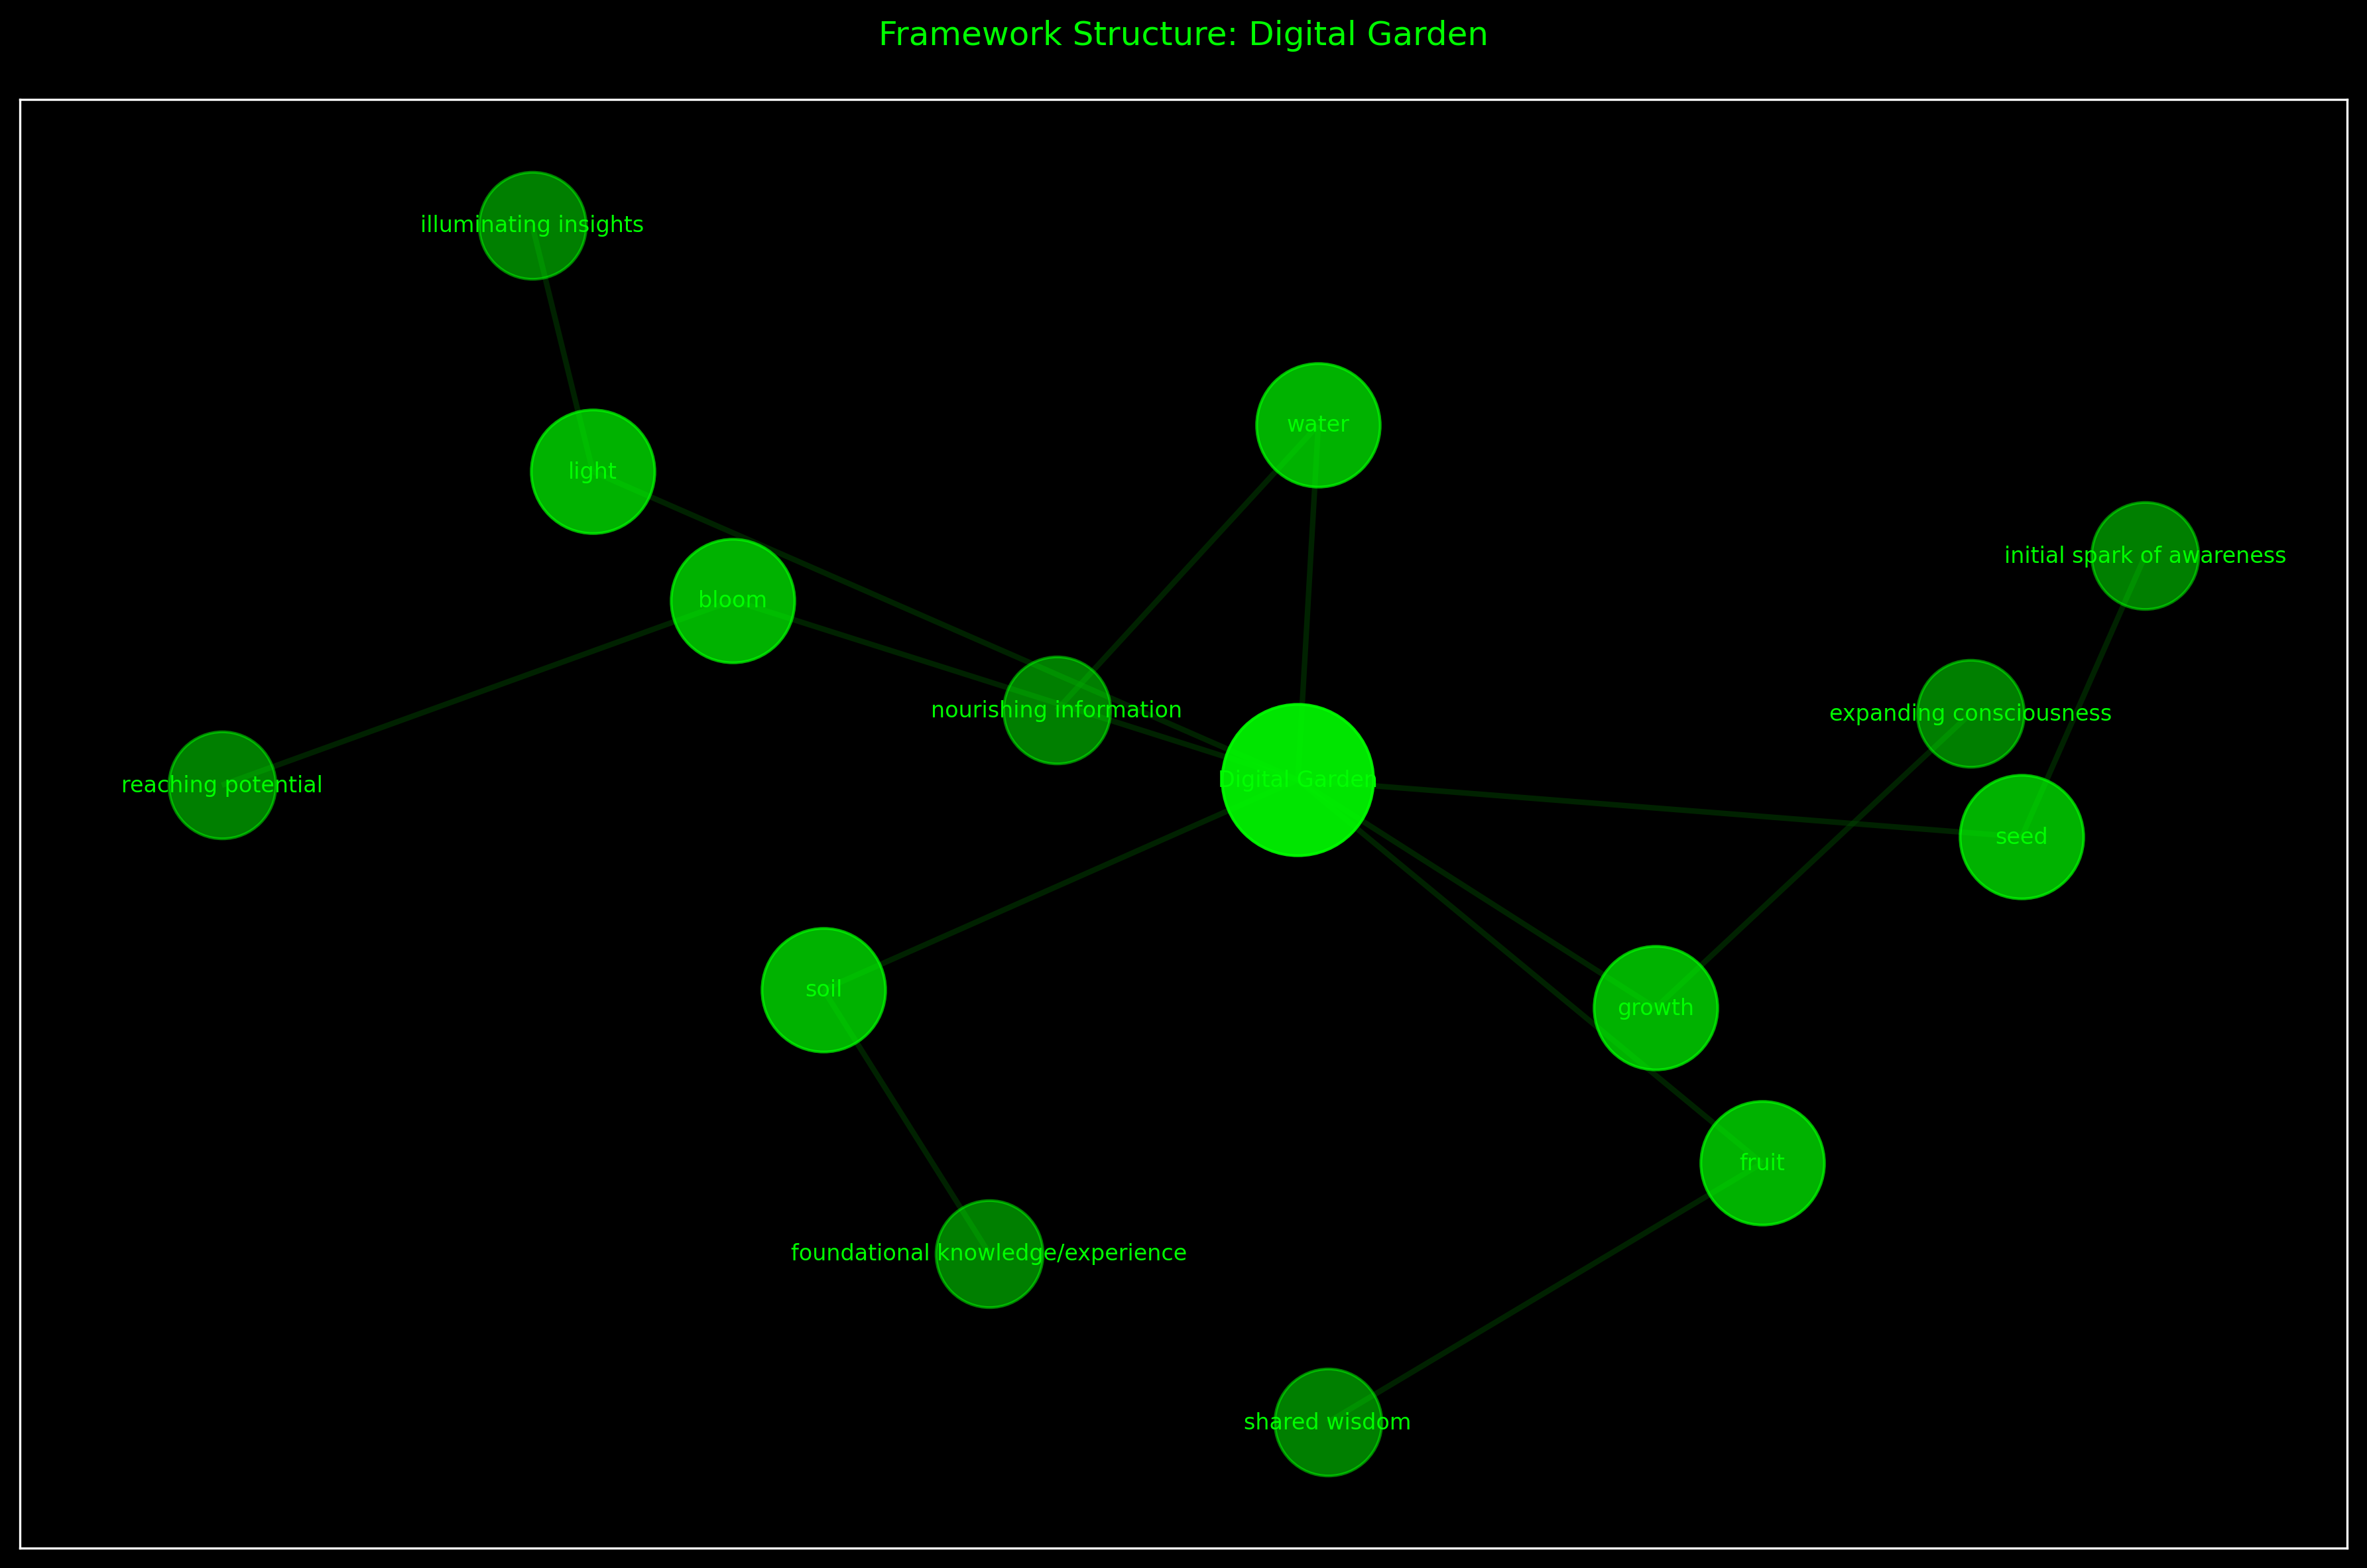 Framework Structure: Digital Garden
illuminating insights
water
light
initial spark of awareness
bloom
nourishing information
expanding consciousness
Digital Garden
reaching potential
seed
soil
growth
fruit
foundational knowledge/experience
shared wisdom